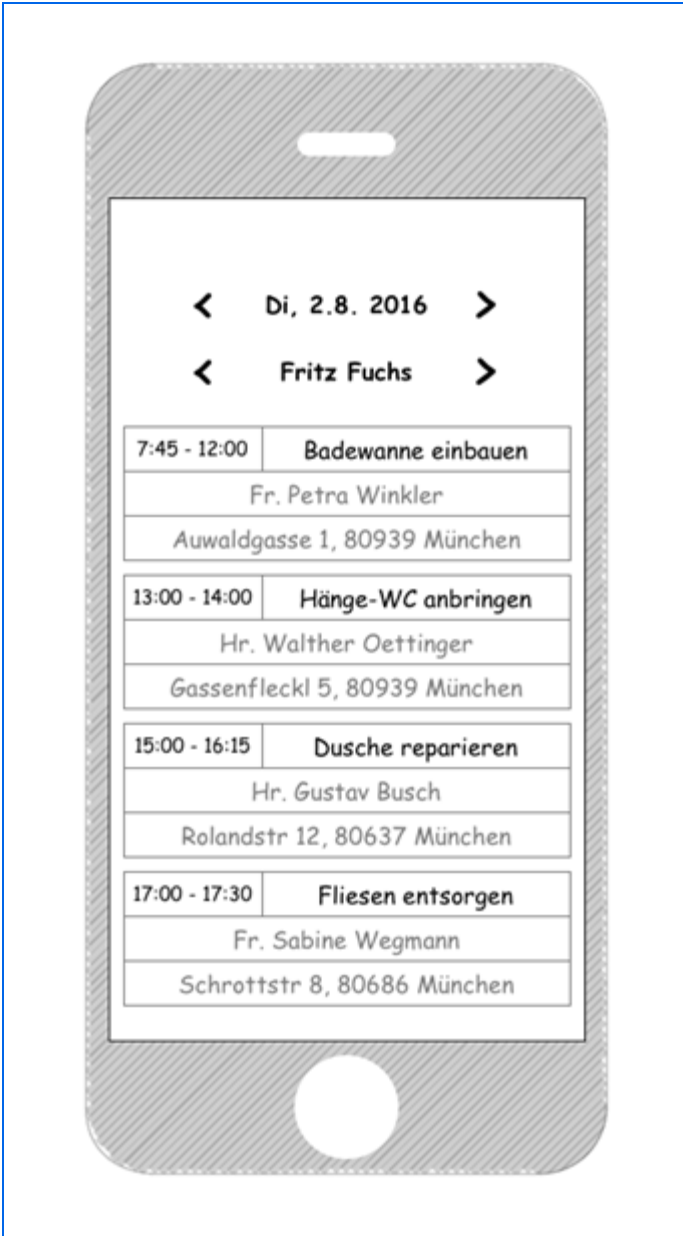 < Di, 2.8. 2016 >
< Fritz Fuchs >
7:45 - 12:00 Badewanne einbauen
Fr. Petra Winkler
Auwaldgasse 1, 80939 München
13:00 - 14:00 Hänge-WC anbringen
Hr. Walther Oettinger
Gassenfleckl 5, 80939 München
15:00 - 16:15 Dusche reparieren
Hr. Gustav Busch
Rolandstr 12, 80637 München
17:00 - 17:30 Fliesen entsorgen
Fr. Sabine Wegmann
Schrottstr 8, 80686 München